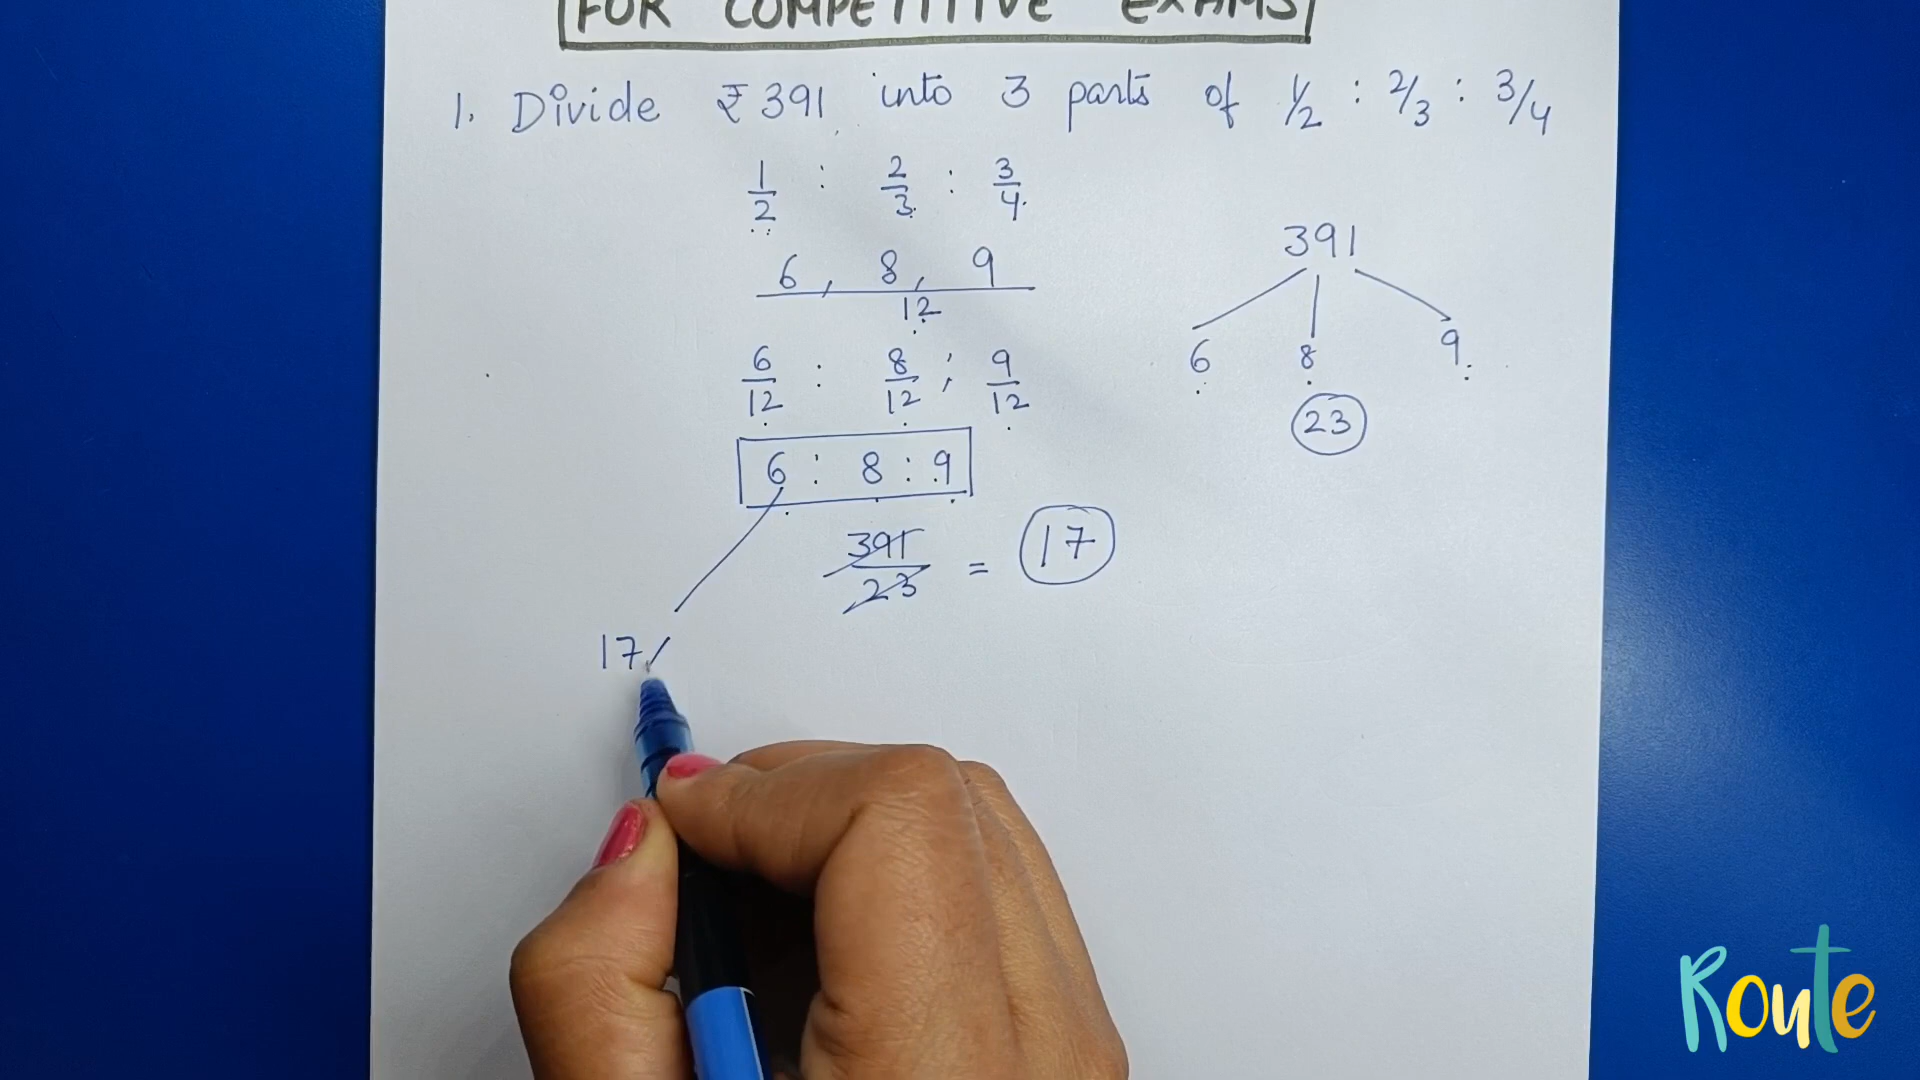 FOR COMPETITIVE EXAMS
1. Divide ₹391 into 3 parts of 1/2 : 2/3 : 3/4
1/2 : 2/3 : 3/4
391
6, 8, 9
12
6 8 9
6/12 : 8/12 : 9/12
23
6 : 8 : 9
391/23 = 17
17
Route